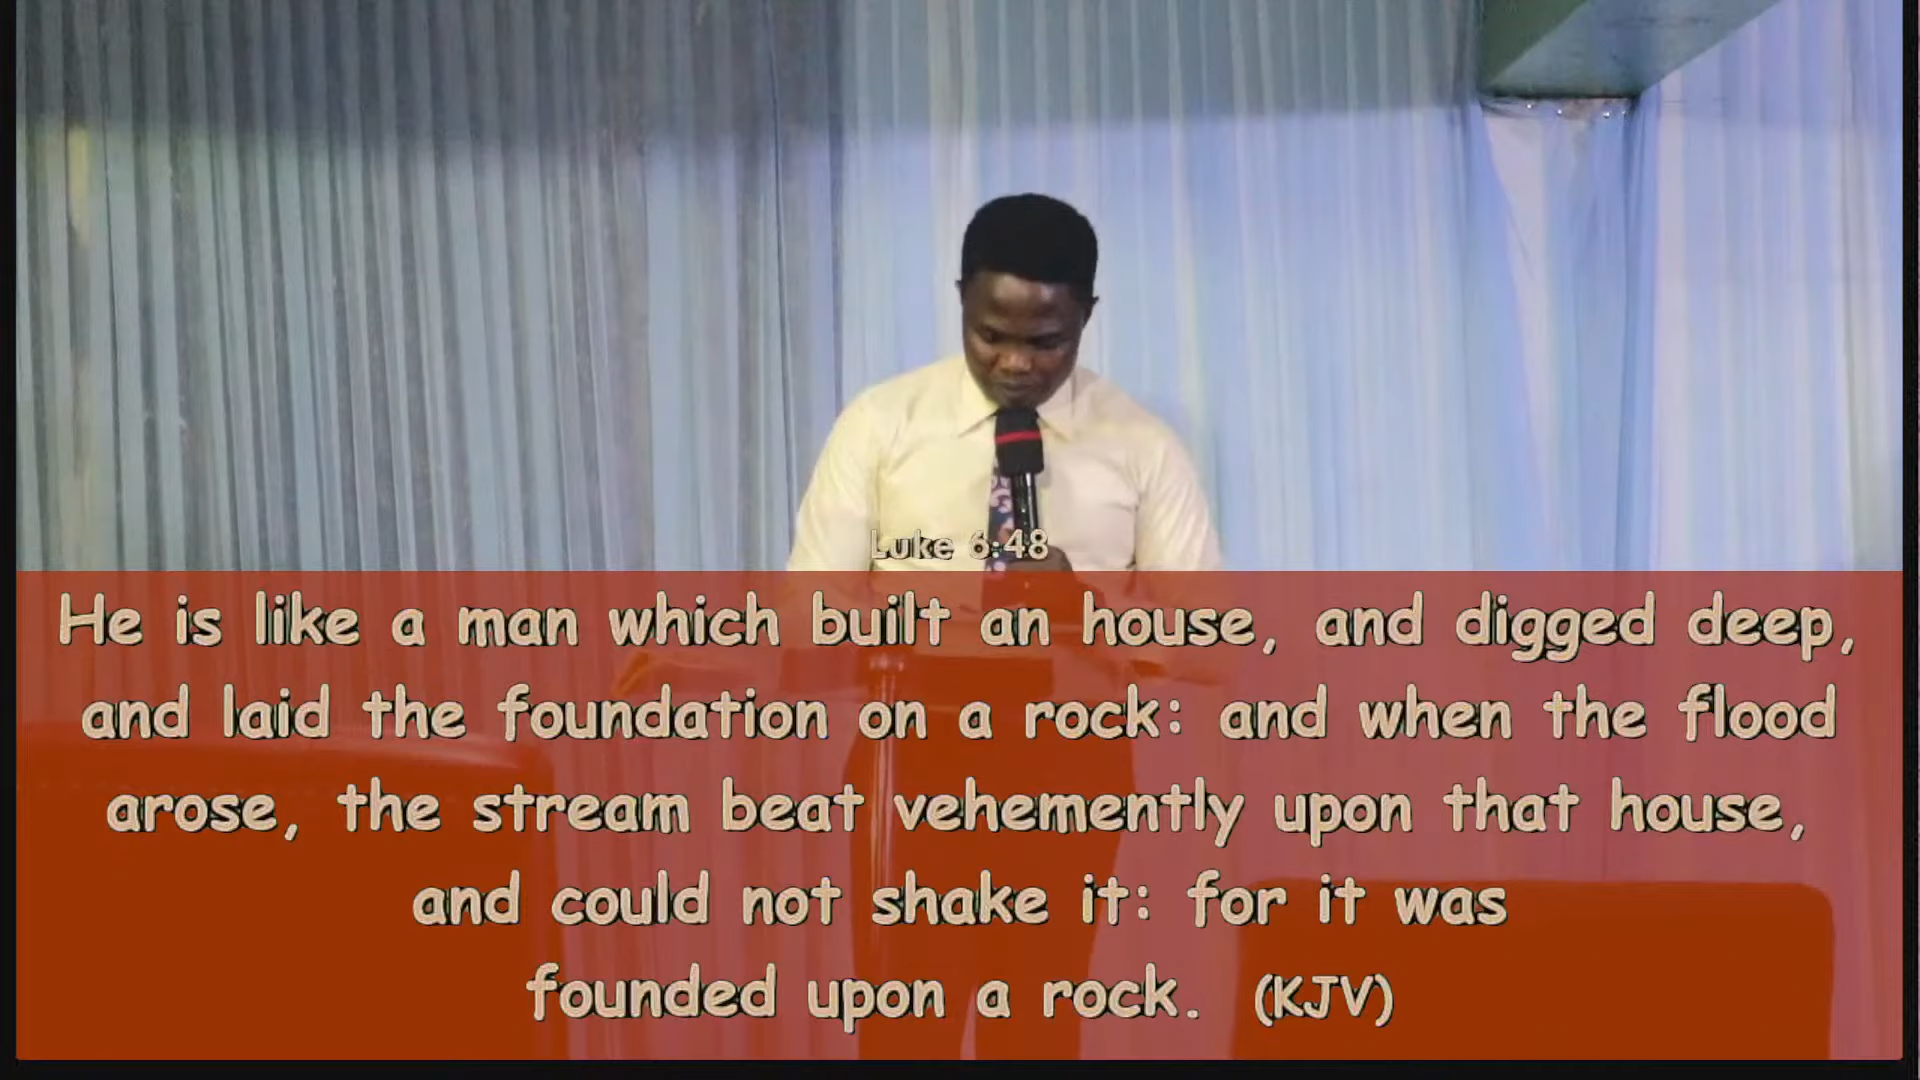 Luke 6:48
He is like a man which built an house, and digged deep,
and laid the foundation on a rock: and when the flood
arose, the stream beat vehemently upon that house,
and could not shake it: for it was
founded upon a rock. (KJV)